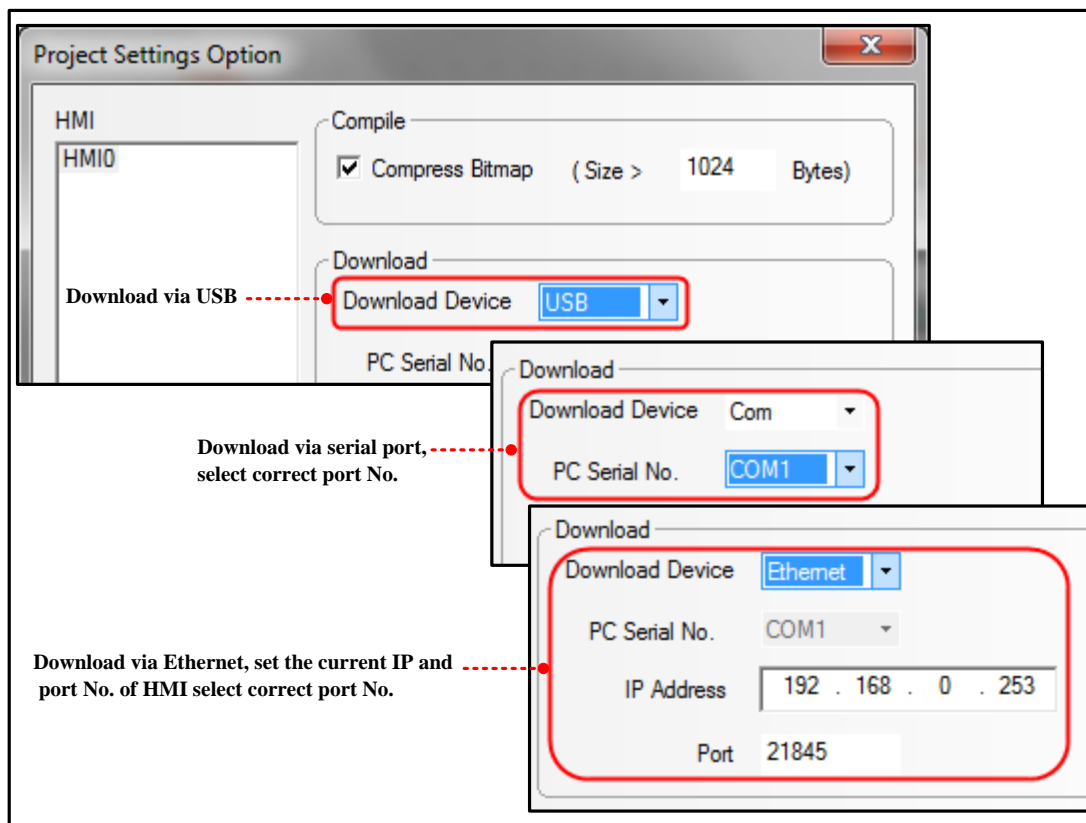 Project Settings Option
HMI
HMI0
Compile
Compress Bitmap ( Size > 1024 Bytes)
Download
Download via USB
Download Device USB
PC Serial No.
Download
Download Device Com
Download via serial port,
select correct port No.
PC Serial No. COM1
Download
Download Device Ethernet
PC Serial No. COM1
Download via Ethernet, set the current IP and
port No. of HMI select correct port No.
IP Address 192 . 168 . 0 . 253
Port 21845